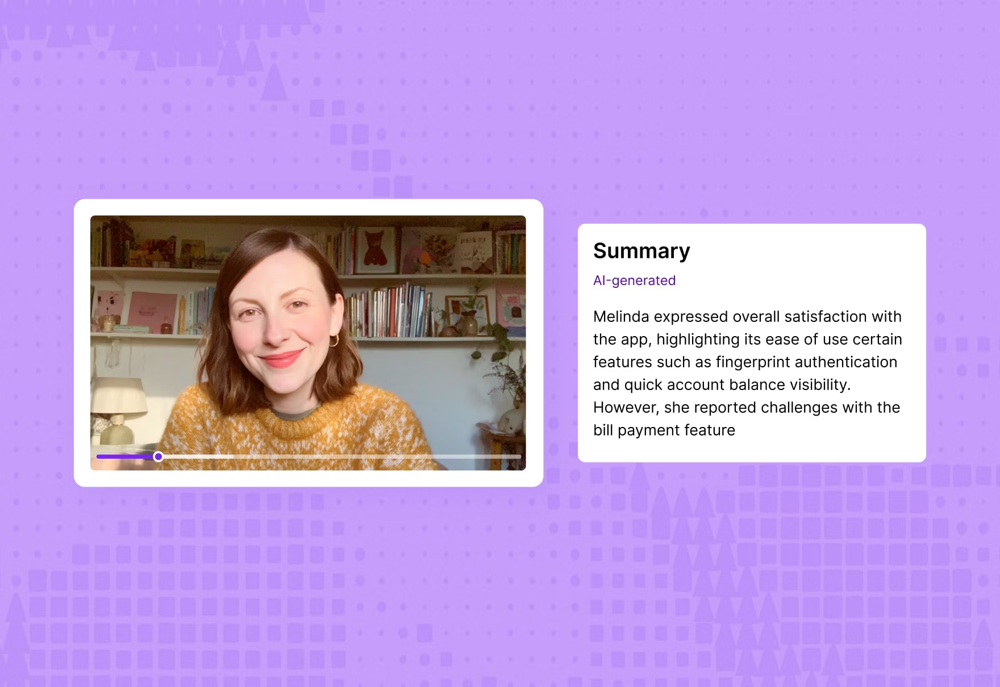 Summary
AI-generated
Melinda expressed overall satisfaction with
the app, highlighting its ease of use certain
features such as fingerprint authentication
and quick account balance visibility.
However, she reported challenges with the
bill payment feature